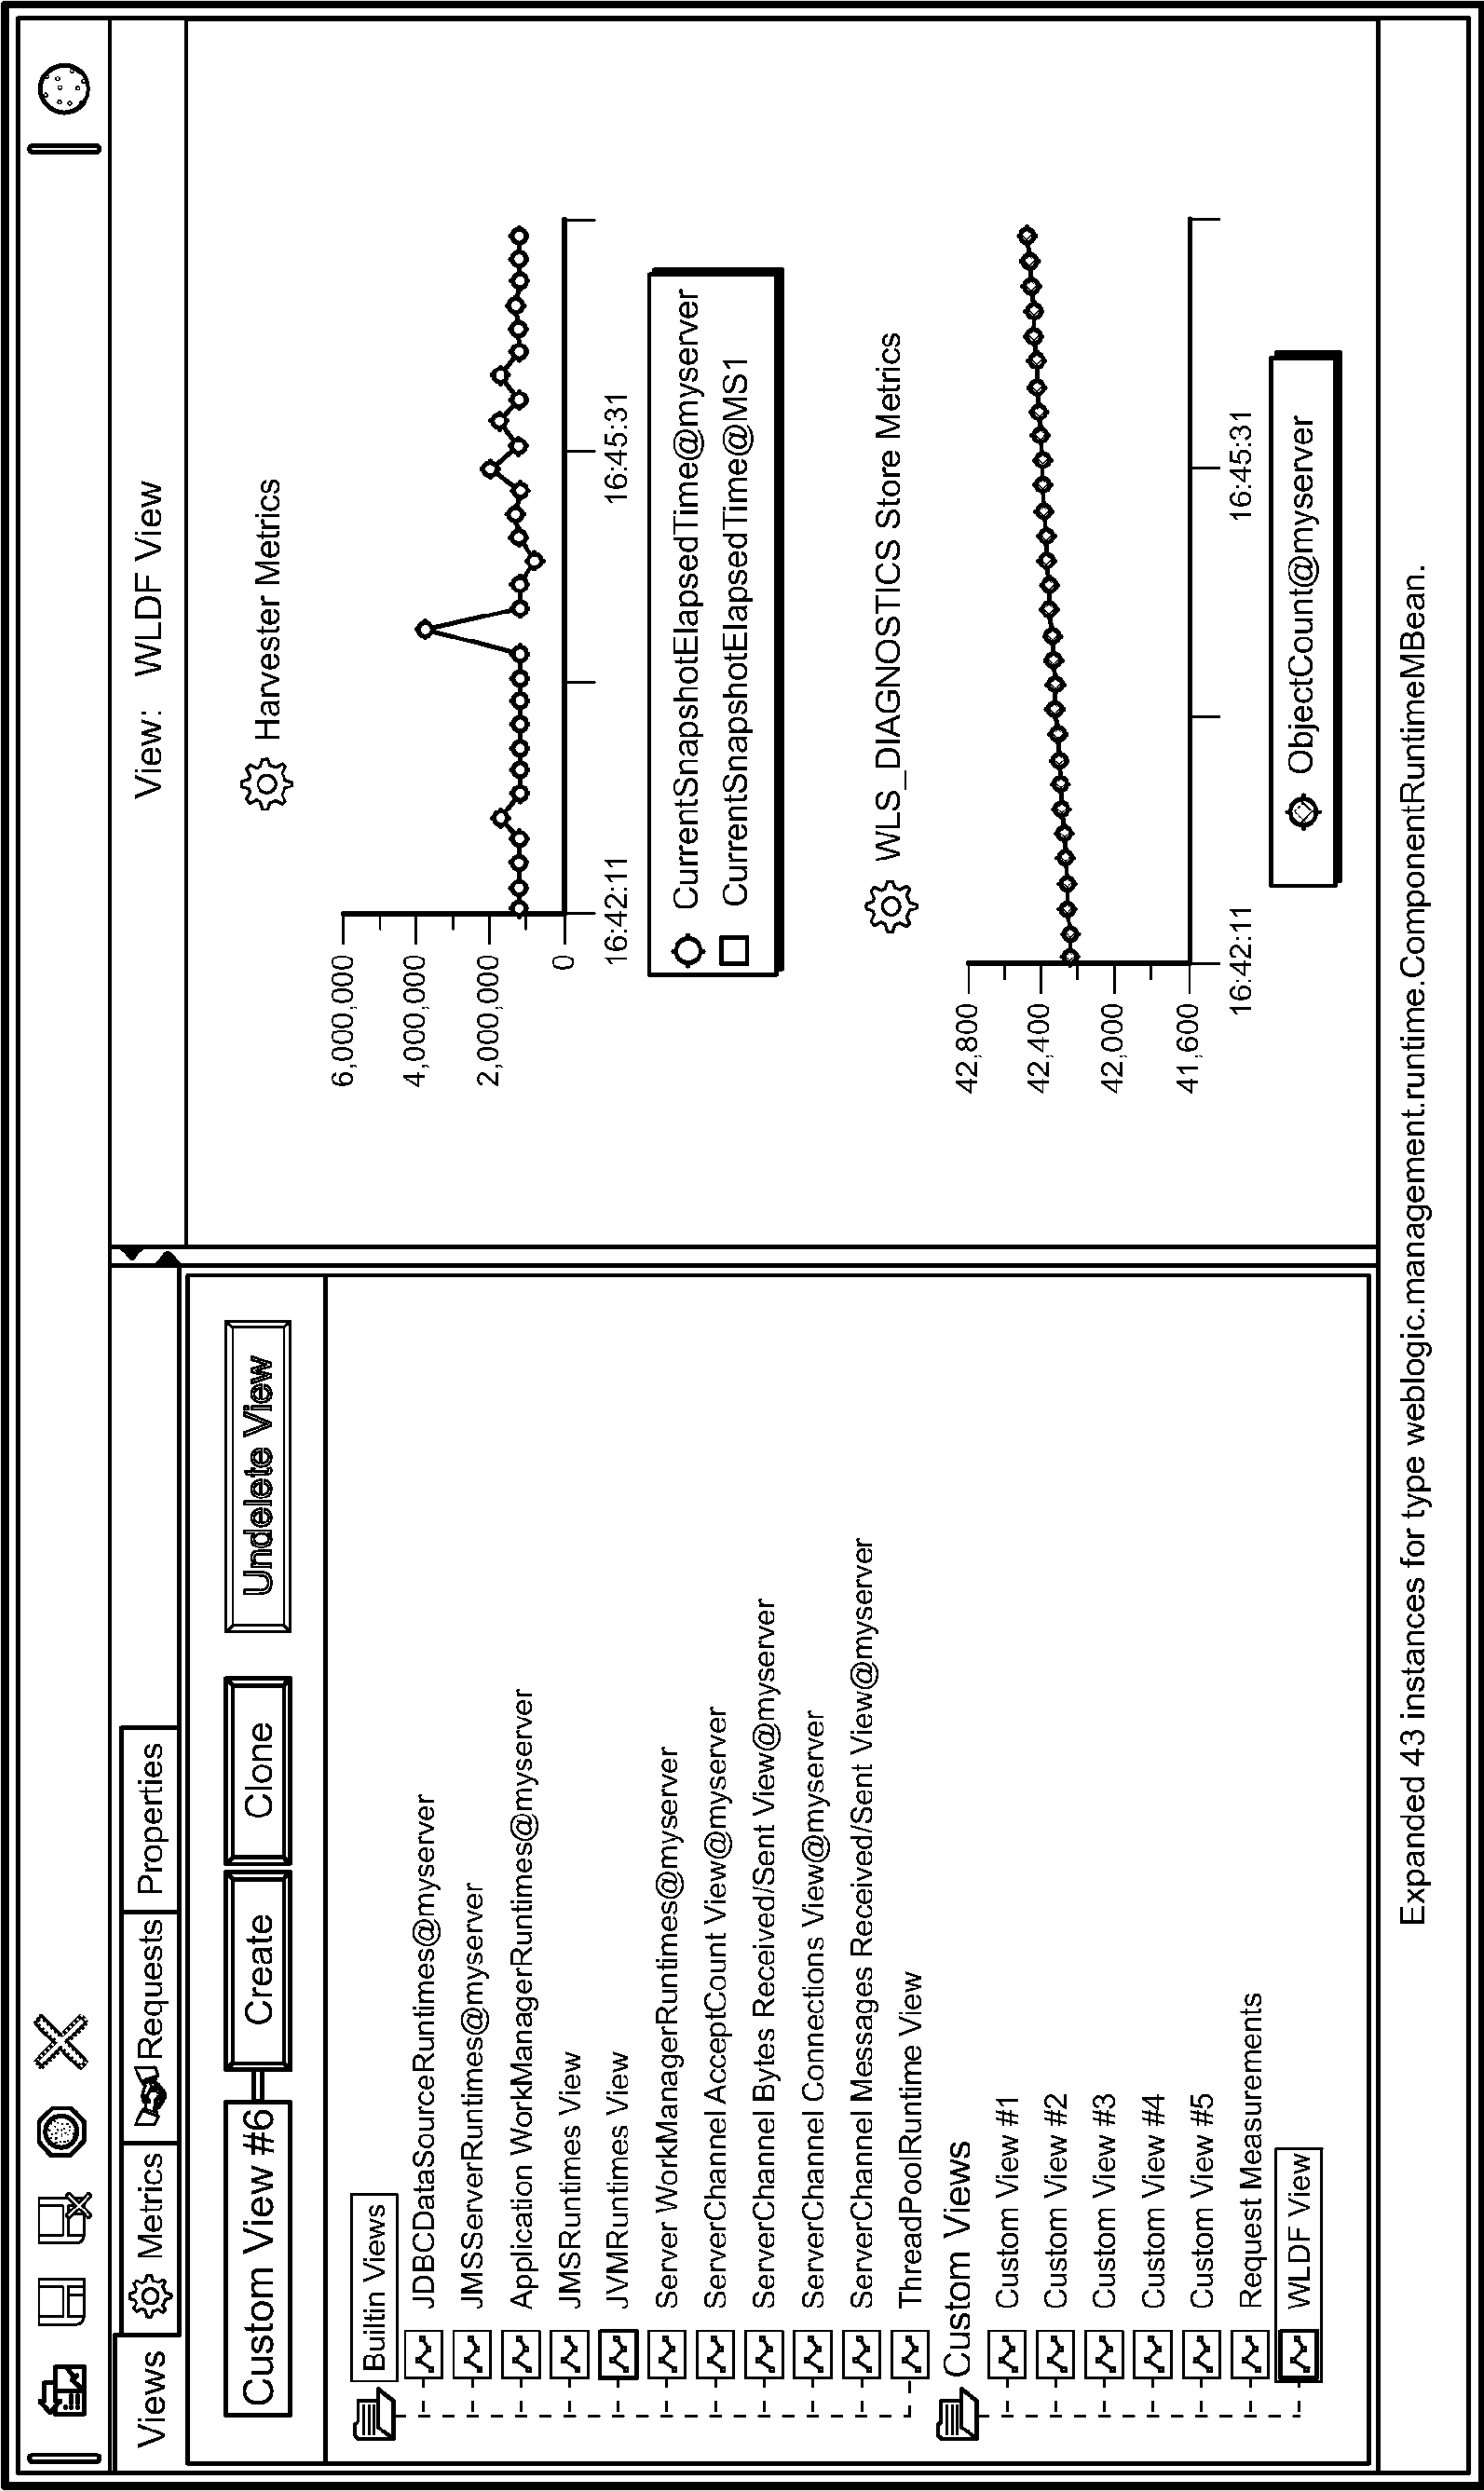 Views
Metrics
Requests
Properties
Custom View #6
Create
Clone
Undelete View
Builtin Views
JDBCDataSourceRuntimes@myserver
JMSServerRuntimes@myserver
Application WorkManagerRuntimes@myserver
JMSRuntimes View
JVMRuntimes View
Server WorkManagerRuntimes@myserver
ServerChannel AcceptCount View@myserver
ServerChannel Bytes Received/Sent View@myserver
ServerChannel Connections View@myserver
ServerChannel Messages Received/Sent View@myserver
ThreadPoolRuntime View
Custom Views
Custom View #1
Custom View #2
Custom View #3
Custom View #4
Custom View #5
Request Measurements
WLDF View
View: WLDF View
Harvester Metrics
6,000,000
4,000,000
2,000,000
0
16:42:11
16:45:31
CurrentSnapshotElapsedTime@myserver
CurrentSnapshotElapsedTime@MS1
WLS_DIAGNOSTICS Store Metrics
42,800
42,400
42,000
41,600
16:42:11
16:45:31
ObjectCount@myserver
Expanded 43 instances for type weblogic.management.runtime.ComponentRuntimeMBean.